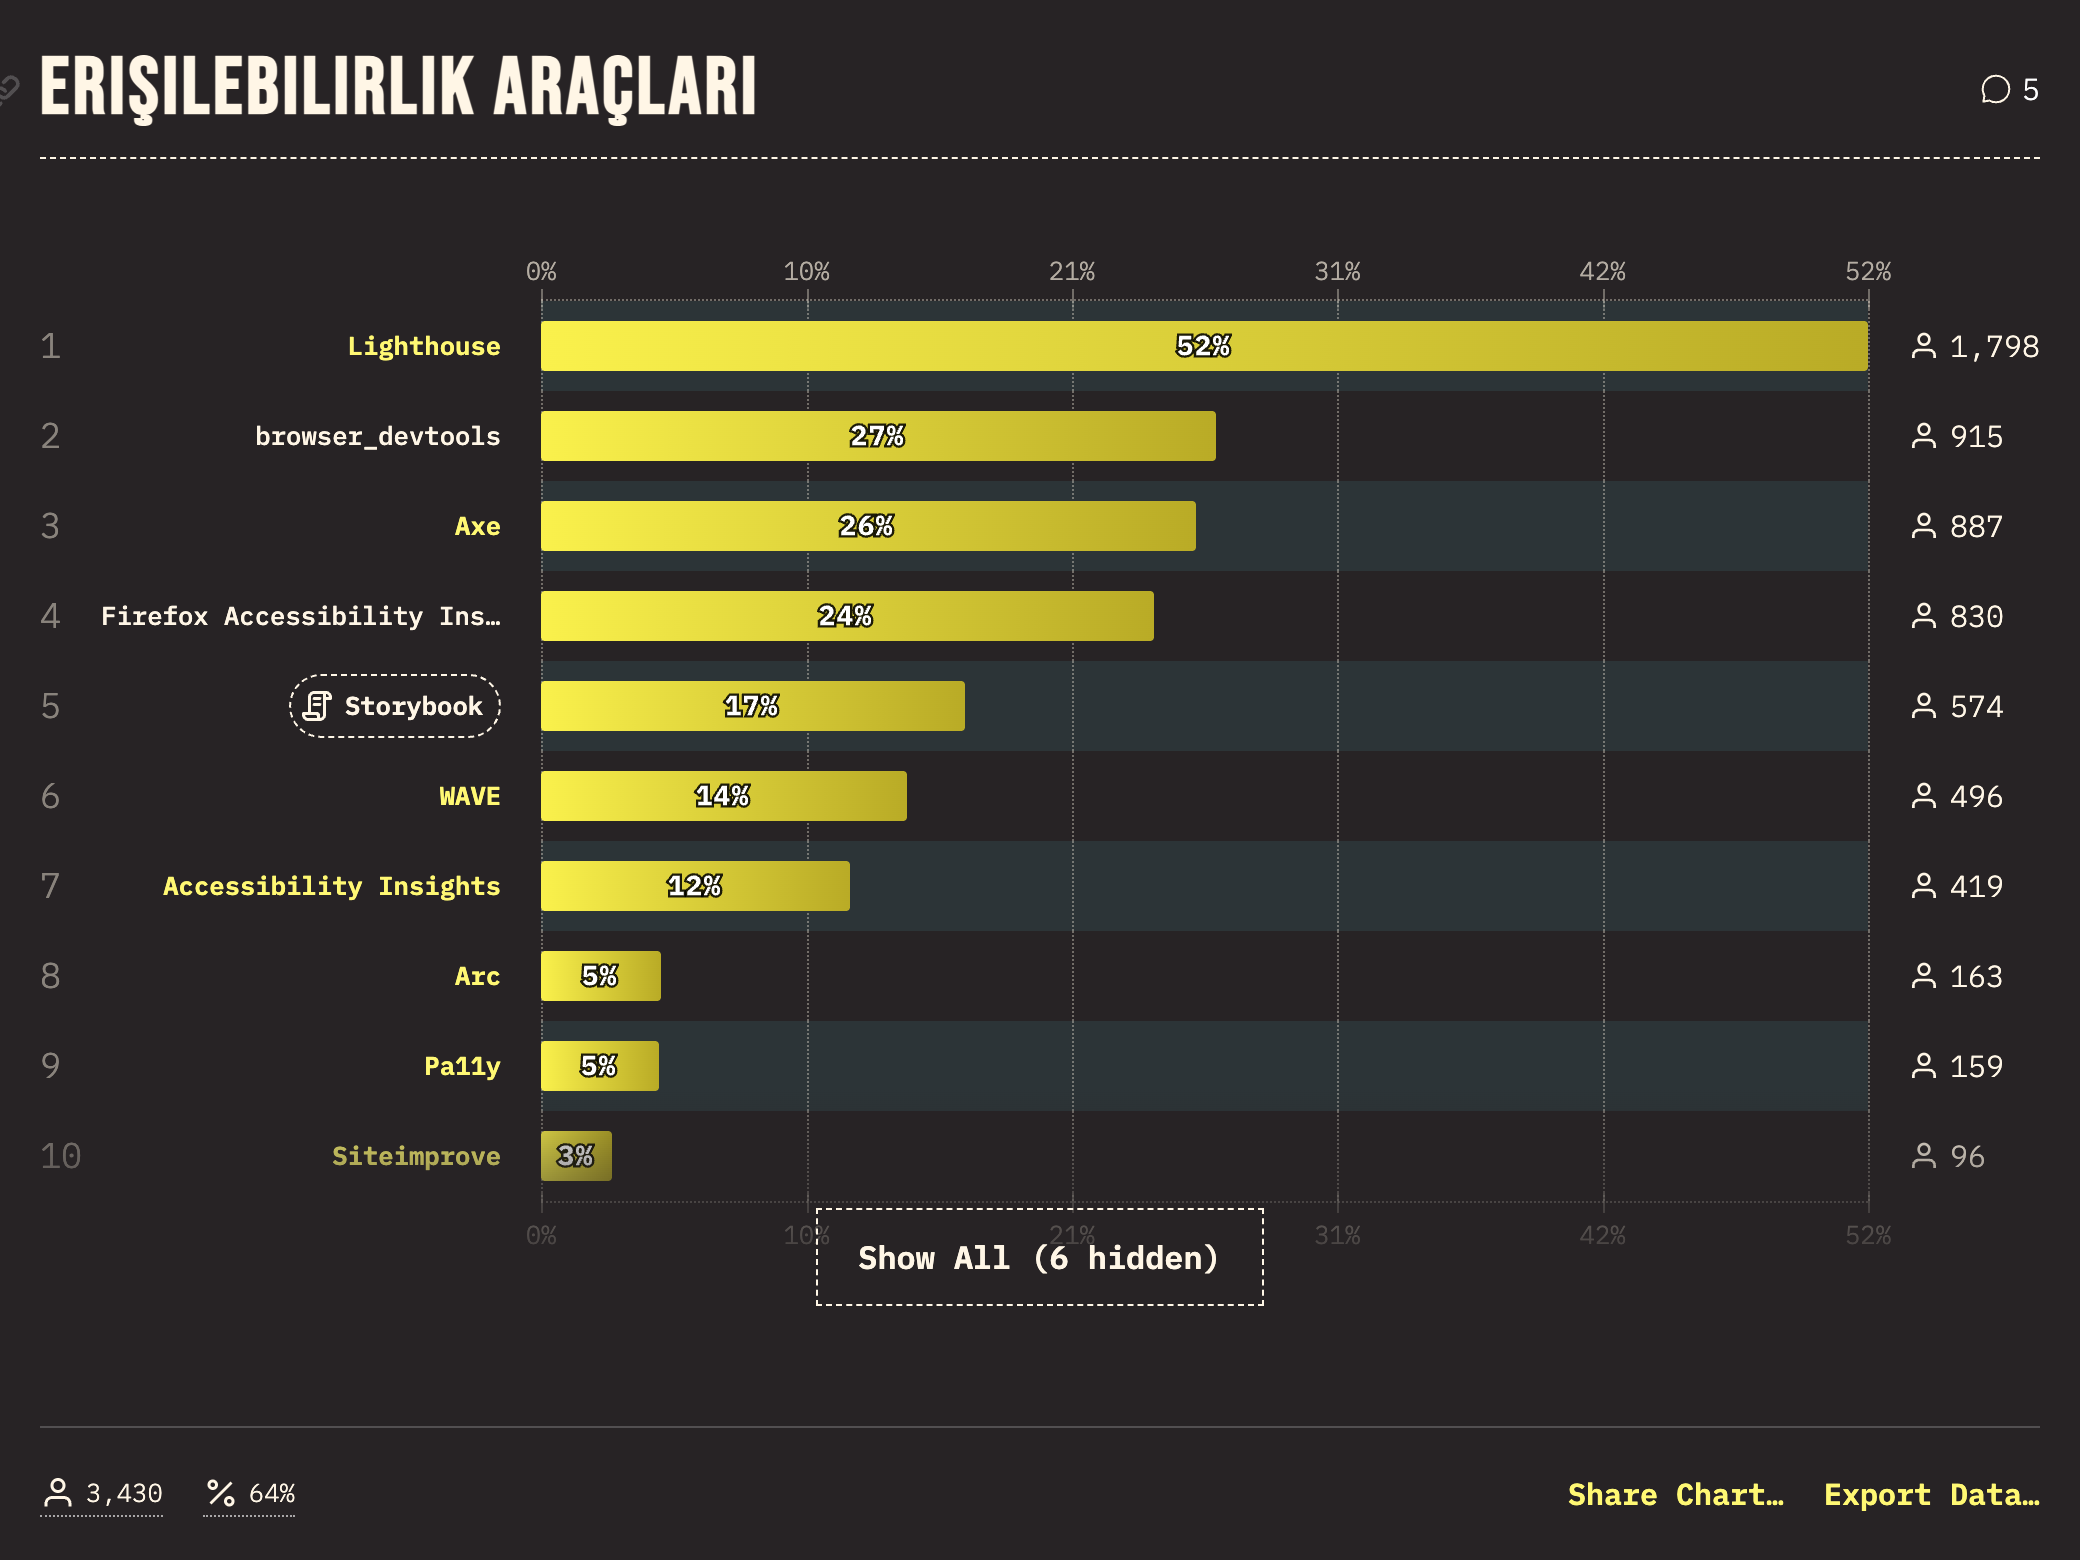 ERIŞILEBILIRLIK ARAÇLARI
5
0% 10% 21% 31% 42% 52%
1 Lighthouse 52% 1,798
2 browser_devtools 27% 915
3 Axe 26% 887
4 Firefox Accessibility Ins… 24% 830
5 Storybook 17% 574
6 WAVE 14% 496
7 Accessibility Insights 12% 419
8 Arc 5% 163
9 Pa11y 5% 159
10 Siteimprove 3% 96
0% 10% 21% 31% 42% 52%
Show All (6 hidden)
3,430 64% Share Chart… Export Data…